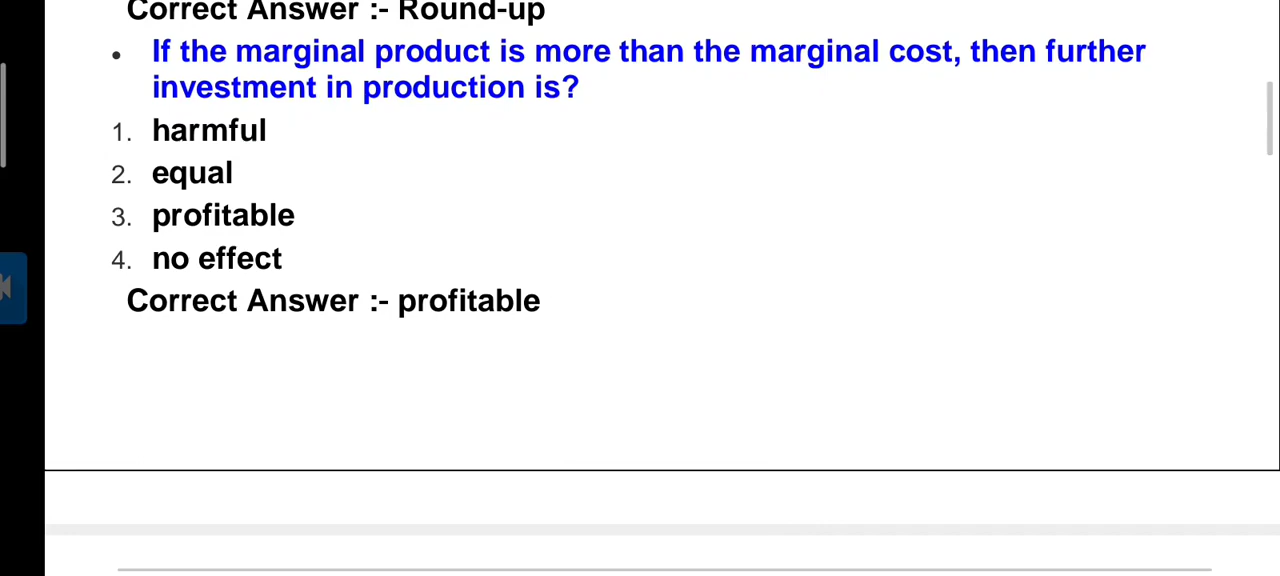 Correct Answer :- Round-up
• If the marginal product is more than the marginal cost, then further
investment in production is?
1. harmful
2. equal
3. profitable
4. no effect
Correct Answer :- profitable